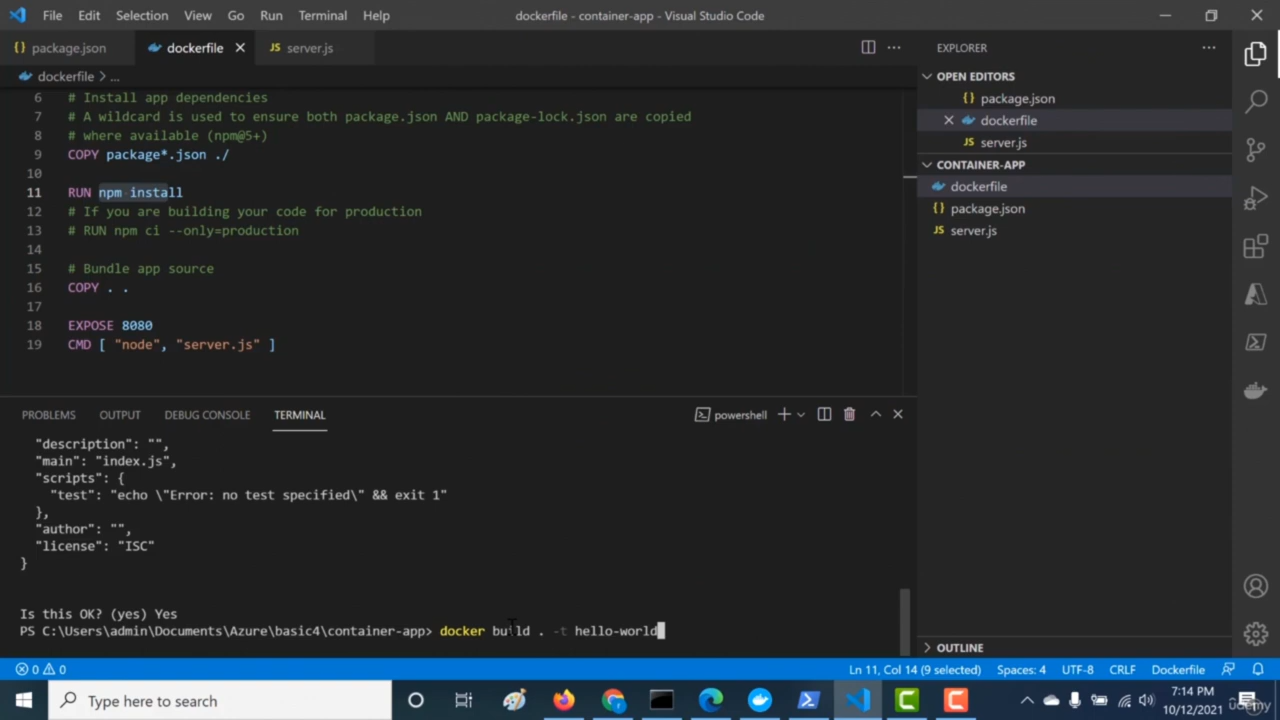 File Edit Selection View Go Run Terminal Help
dockerfile - container-app - Visual Studio Code
{} package.json dockerfile JS server.js
dockerfile > ...
6 # Install app dependencies
7 # A wildcard is used to ensure both package.json AND package-lock.json are copied
8 # where available (npm@5+)
9 COPY package*.json ./
10
11 RUN npm install
12 # If you are building your code for production
13 # RUN npm ci --only=production
14
15 # Bundle app source
16 COPY . .
17
18 EXPOSE 8080
19 CMD [ "node", "server.js" ]
EXPLORER
OPEN EDITORS
{} package.json
dockerfile
JS server.js
CONTAINER-APP
dockerfile
{} package.json
JS server.js
OUTLINE
PROBLEMS OUTPUT DEBUG CONSOLE TERMINAL
powershell
"description": "",
"main": "index.js",
"scripts": {
"test": "echo \"Error: no test specified\" && exit 1"
},
"author": "",
"license": "ISC"
}
Is this OK? (yes) Yes
PS C:\Users\admin\Documents\Azure\basic4\container-app> docker build . -t hello-world
0 0
Ln 11, Col 14 (9 selected) Spaces: 4 UTF-8 CRLF Dockerfile
Type here to search
7:14 PM
10/12/2021
udemy